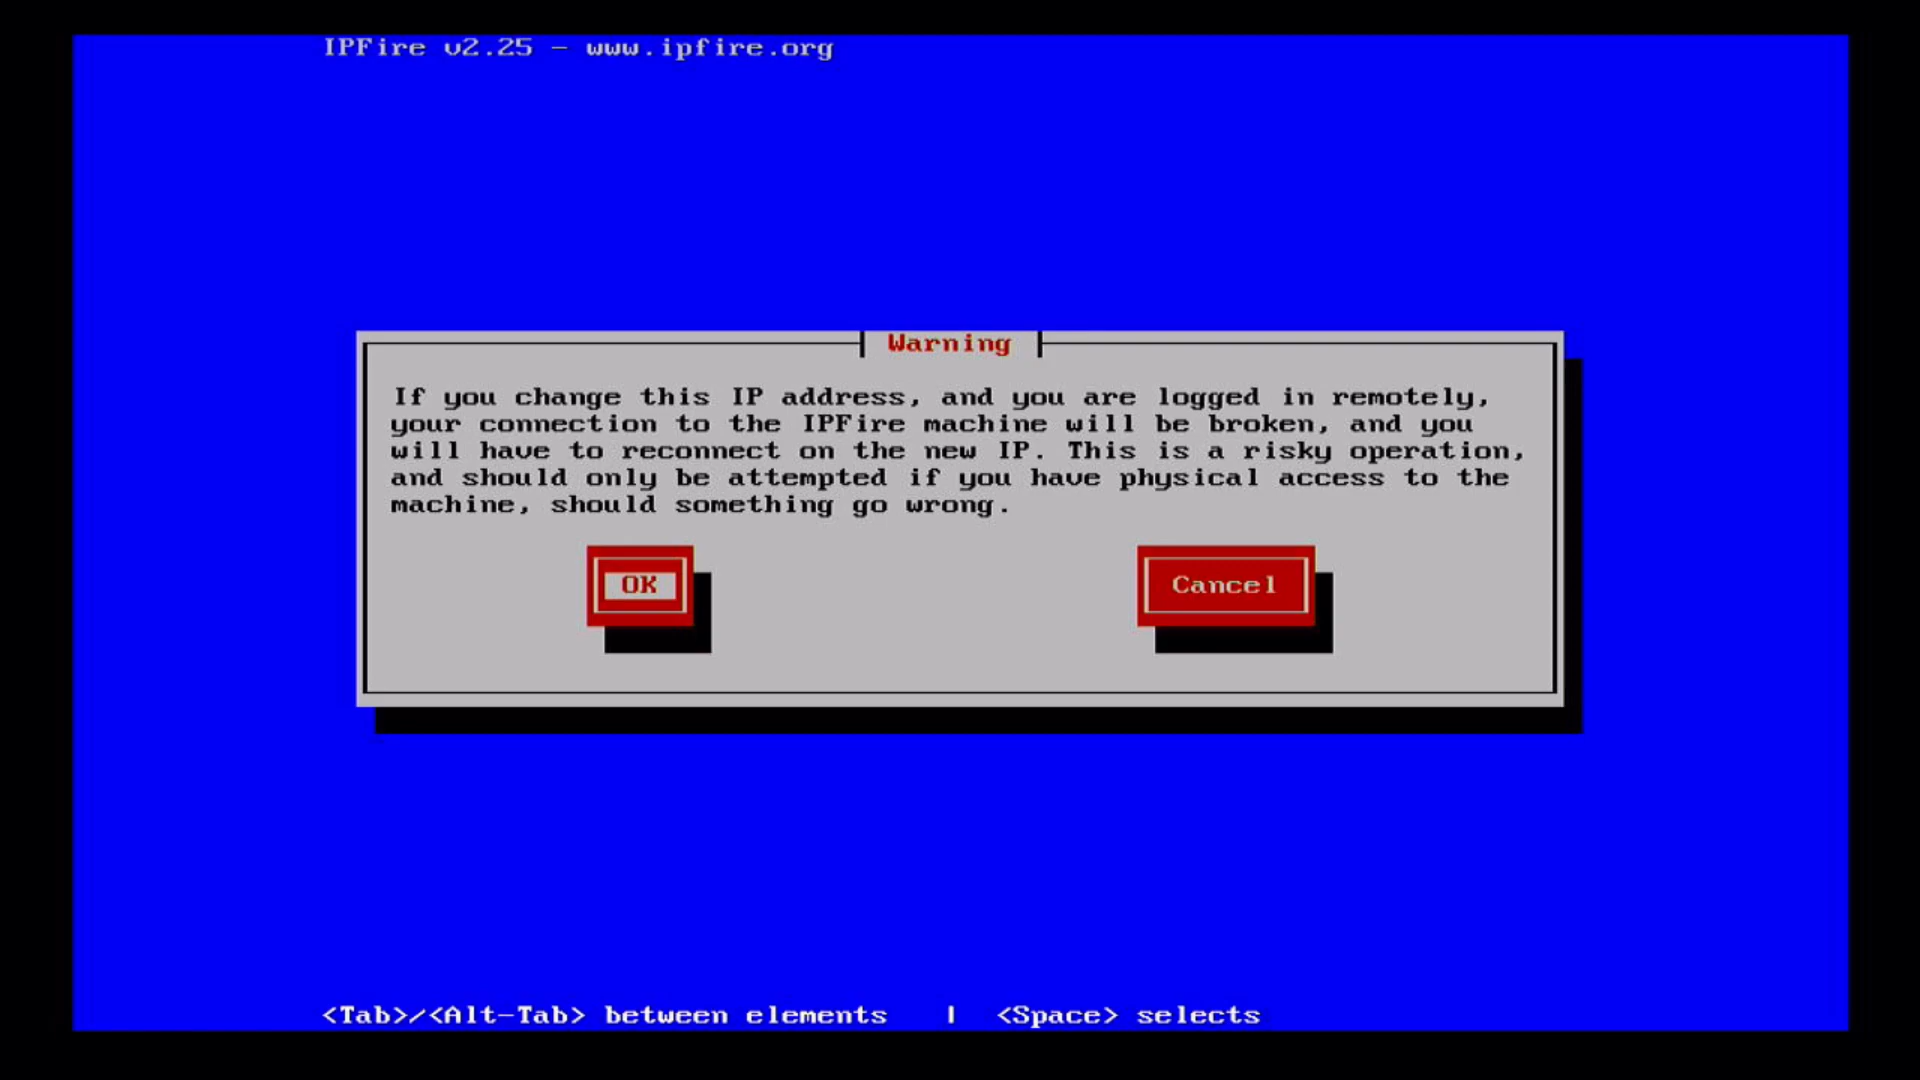 IPFire v2.25 - www.ipfire.org
Warning
If you change this IP address, and you are logged in remotely,
your connection to the IPFire machine will be broken, and you
will have to reconnect on the new IP. This is a risky operation,
and should only be attempted if you have physical access to the
machine, should something go wrong.
OK
Cancel
<Tab>/<Alt-Tab> between elements | <Space> selects